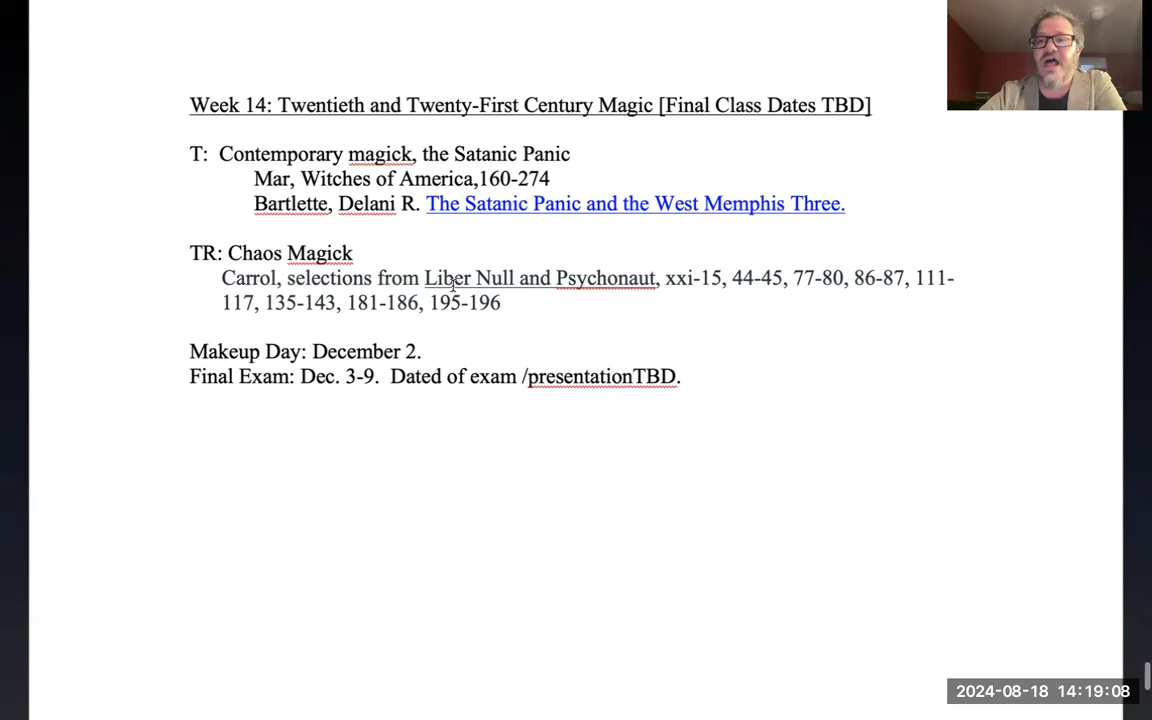 Week 14: Twentieth and Twenty-First Century Magic [Final Class Dates TBD]
T:  Contemporary magick, the Satanic Panic
Mar, Witches of America,160-274
Bartlette, Delani R. The Satanic Panic and the West Memphis Three.
TR: Chaos Magick
Carrol, selections from Liber Null and Psychonaut, xxi-15, 44-45, 77-80, 86-87, 111-
117, 135-143, 181-186, 195-196
Makeup Day: December 2.
Final Exam: Dec. 3-9.  Dated of exam /presentationTBD.
2024-08-18 14:19:08